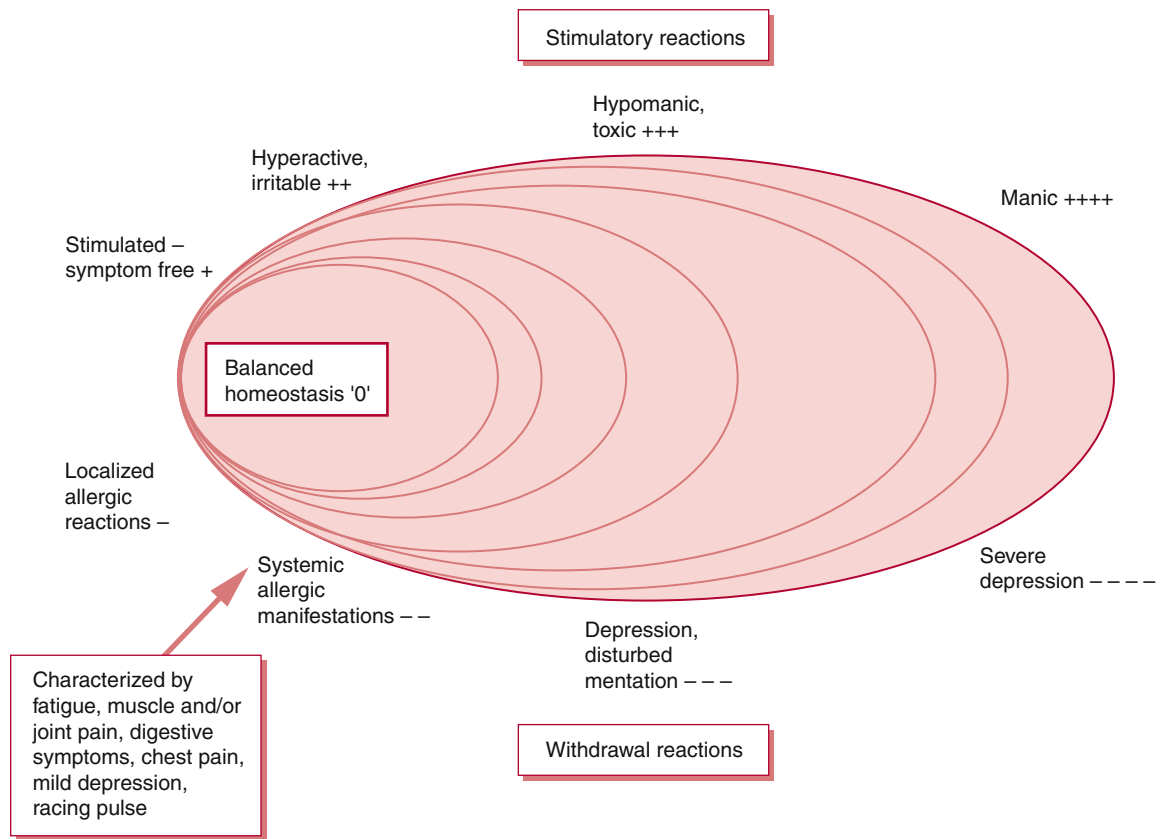 Stimulatory reactions
Hypomanic,
toxic +++
Hyperactive,
irritable ++
Manic ++++
Stimulated –
symptom free +
Balanced
homeostasis '0'
Localized
allergic
reactions –
Systemic
allergic
manifestations – –
Severe
depression – – – –
Depression,
disturbed
mentation – – –
Characterized by
fatigue, muscle and/or
joint pain, digestive
symptoms, chest pain,
mild depression,
racing pulse
Withdrawal reactions